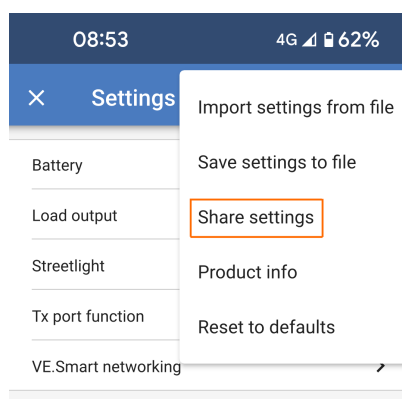 08:53 4G 62%
Settings
Import settings from file
Save settings to file
Share settings
Product info
Reset to defaults
Battery
Load output
Streetlight
Tx port function
VE.Smart networking